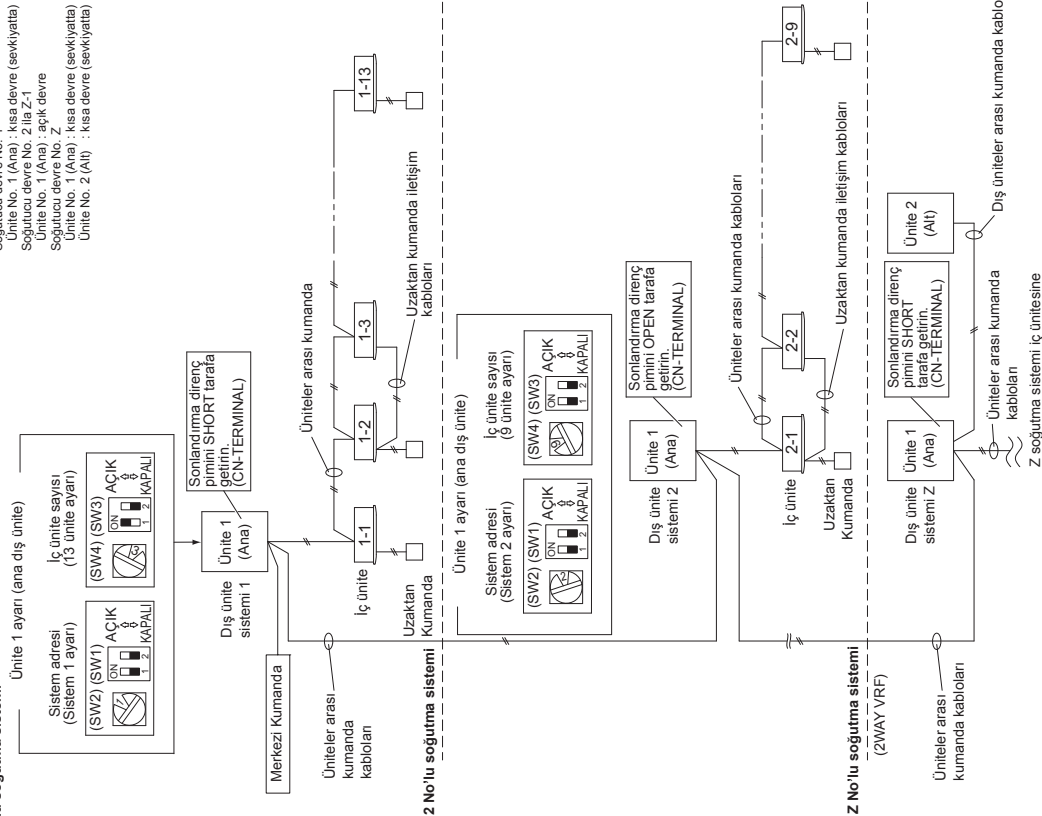 Ünite No. 1 (Ana) : kısa devre (sevkiyatta)
Soğutucu devre No. 2 ila Z-1
Ünite No. 1 (Ana) : açık devre
Soğutucu devre No. Z
Ünite No. 1 (Ana) : kısa devre (sevkiyatta)
Ünite No. 2 (Alt) : kısa devre (sevkiyatta)
Ünite 1 ayarı (ana dış ünite)
Sistem adresi
(Sistem 1 ayarı)
(SW2) (SW1)
ON
AÇIK
KAPALI
1 2
İç ünite sayısı
(13 ünite ayarı)
(SW4) (SW3)
3
ON
AÇIK
KAPALI
1 2
Sonlandırma direnç
pimini SHORT tarafa
getirin.
(CN-TERMINAL)
Ünite 1
(Ana)
Dış ünite
sistemi 1
Merkezi Kumanda
Üniteler arası kumanda
İç ünite
1-1
1-2
1-3
1-13
Uzaktan
Kumanda
Uzaktan kumanda iletişim
kabloları
Üniteler arası
kumanda
kabloları
2 No'lu soğutma sistemi
Ünite 1 ayarı (ana dış ünite)
Sistem adresi
(Sistem 2 ayarı)
(SW2) (SW1)
2
ON
AÇIK
KAPALI
1 2
İç ünite sayısı
(9 ünite ayarı)
(SW4) (SW3)
9
ON
AÇIK
KAPALI
1 2
Sonlandırma direnç
pimini OPEN tarafa
getirin.
(CN-TERMINAL)
Ünite 1
(Ana)
Dış ünite
sistemi 2
Üniteler arası kumanda kabloları
İç ünite
2-1
2-2
2-9
Uzaktan
Kumanda
Uzaktan kumanda iletişim kabloları
Z No'lu soğutma sistemi
(2WAY VRF)
Sonlandırma direnç
pimini SHORT
tarafa getirin.
(CN-TERMINAL)
Ünite 1
(Ana)
Ünite 2
(Alt)
Dış ünite
sistemi Z
Üniteler arası
kumanda kabloları
Üniteler arası kumanda
kabloları
Dış üniteler arası kumanda kablo
Z soğutma sistemi iç ünitesine